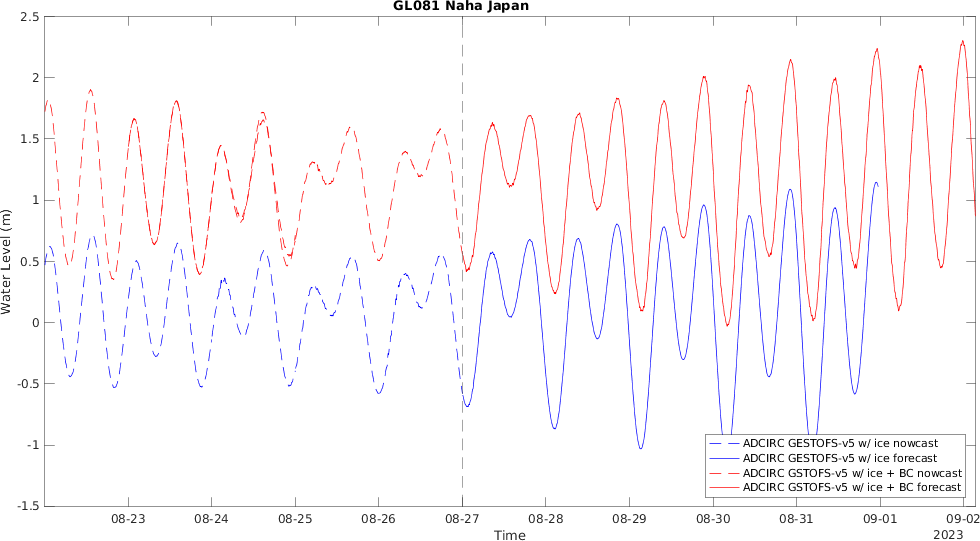 GL081 Naha Japan
2.5
2
1.5
1
0.5
0
-0.5
-1
-1.5
Water Level (m)
ADCIRC GESTOFS-v5 w/ ice nowcast
ADCIRC GESTOFS-v5 w/ ice forecast
ADCIRC GSTOFS-v5 w/ ice + BC nowcast
ADCIRC GSTOFS-v5 w/ ice + BC forecast
08-23 08-24 08-25 08-26 08-27 08-28 08-29 08-30 08-31 09-01 09-02
Time
2023